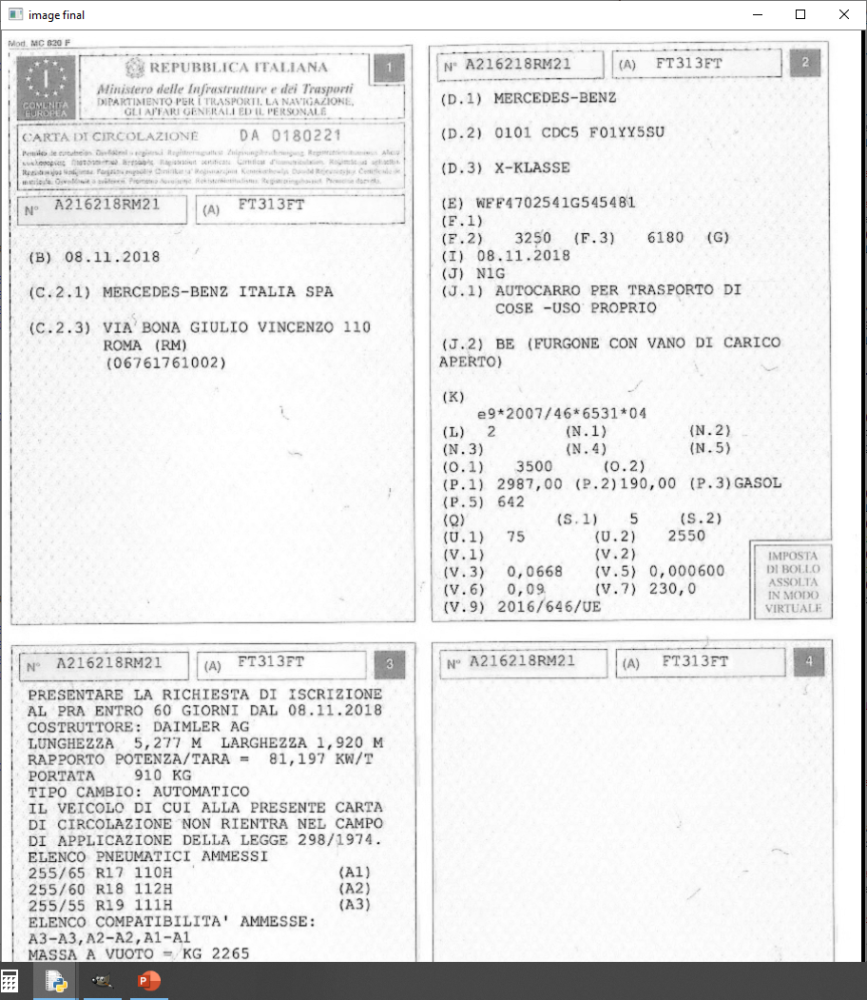 image final
Mod. MC 820 F
I
COMUNITÀ
EUROPEA
REPUBBLICA ITALIANA
1
Ministero delle Infrastrutture e dei Trasporti
DIPARTIMENTO PER I TRASPORTI, LA NAVIGAZIONE,
GLI AFFARI GENERALI ED IL PERSONALE
CARTA DI CIRCOLAZIONE DA 0180221
N° A216218RM21 (A) FT313FT
(B) 08.11.2018
(C.2.1) MERCEDES-BENZ ITALIA SPA
(C.2.3) VIA BONA GIULIO VINCENZO 110
ROMA (RM)
(06761761002)
N° A216218RM21 (A) FT313FT 2
(D.1) MERCEDES-BENZ
(D.2) 0101 CDC5 F01YY5SU
(D.3) X-KLASSE
(E) WFF4702541G545481
(F.1)
(F.2) 3250 (F.3) 6180 (G)
(I) 08.11.2018
(J) N1G
(J.1) AUTOCARRO PER TRASPORTO DI
COSE -USO PROPRIO
(J.2) BE (FURGONE CON VANO DI CARICO
APERTO)
(K)
e9*2007/46*6531*04
(L) 2 (N.1) (N.2)
(N.3) (N.4) (N.5)
(O.1) 3500 (O.2)
(P.1) 2987,00 (P.2)190,00 (P.3)GASOL
(P.5) 642
(Q) (S.1) 5 (S.2)
(U.1) 75 (U.2) 2550
(V.1) (V.2)
(V.3) 0,0668 (V.5) 0,000600
(V.6) 0,09 (V.7) 230,0
(V.9) 2016/646/UE
IMPOSTA
DI BOLLO
ASSOLTA
IN MODO
VIRTUALE
N° A216218RM21 (A) FT313FT 3
PRESENTARE LA RICHIESTA DI ISCRIZIONE
AL PRA ENTRO 60 GIORNI DAL 08.11.2018
COSTRUTTORE: DAIMLER AG
LUNGHEZZA 5,277 M LARGHEZZA 1,920 M
RAPPORTO POTENZA/TARA = 81,197 KW/T
PORTATA 910 KG
TIPO CAMBIO: AUTOMATICO
IL VEICOLO DI CUI ALLA PRESENTE CARTA
DI CIRCOLAZIONE NON RIENTRA NEL CAMPO
DI APPLICAZIONE DELLA LEGGE 298/1974.
ELENCO PNEUMATICI AMMESSI
255/65 R17 110H (A1)
255/60 R18 112H (A2)
255/55 R19 111H (A3)
ELENCO COMPATIBILITA' AMMESSE:
A3-A3,A2-A2,A1-A1
MASSA A VUOTO = KG 2265
N° A216218RM21 (A) FT313FT 4